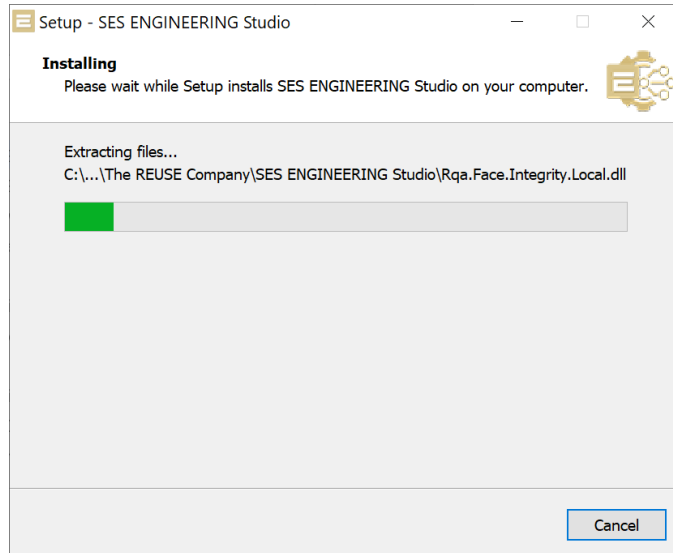 Setup - SES ENGINEERING Studio
Installing
Please wait while Setup installs SES ENGINEERING Studio on your computer.
Extracting files...
C:\...\The REUSE Company\SES ENGINEERING Studio\Rqa.Face.Integrity.Local.dll
Cancel